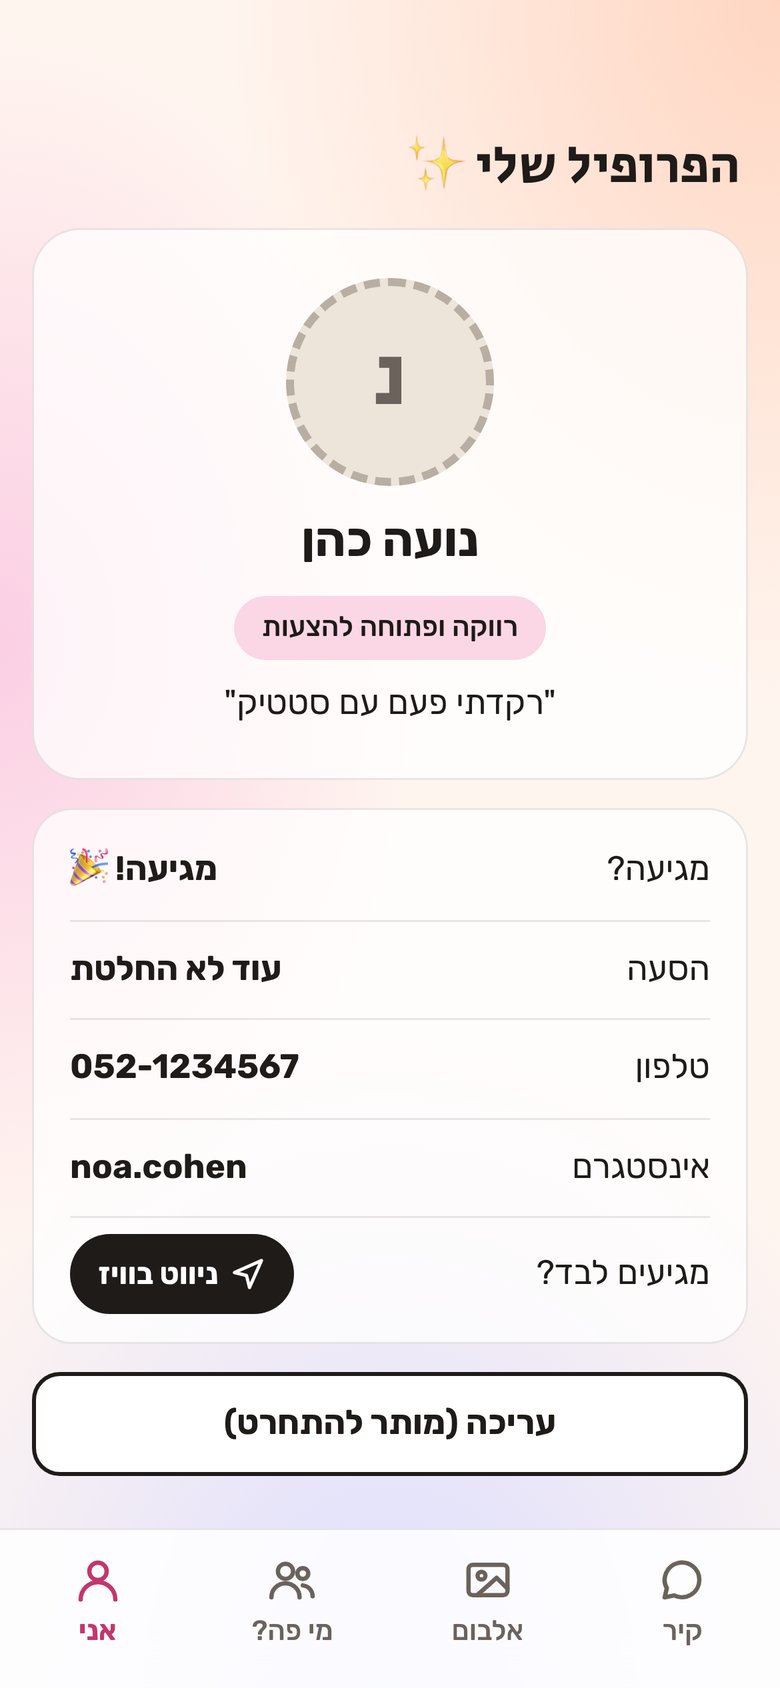 הפרופיל שלי ✨
נ
נועה כהן
רווקה ופתוחה להצעות
"רקדתי פעם עם סטטיק"
מגיעה? מגיעה! 🎉
הסעה עוד לא החלטת
טלפון 052-1234567
אינסטגרם noa.cohen
מגיעים לבד? ניווט בוויז
עריכה (מותר להתחרט)
קיר אלבום מי פה? אני